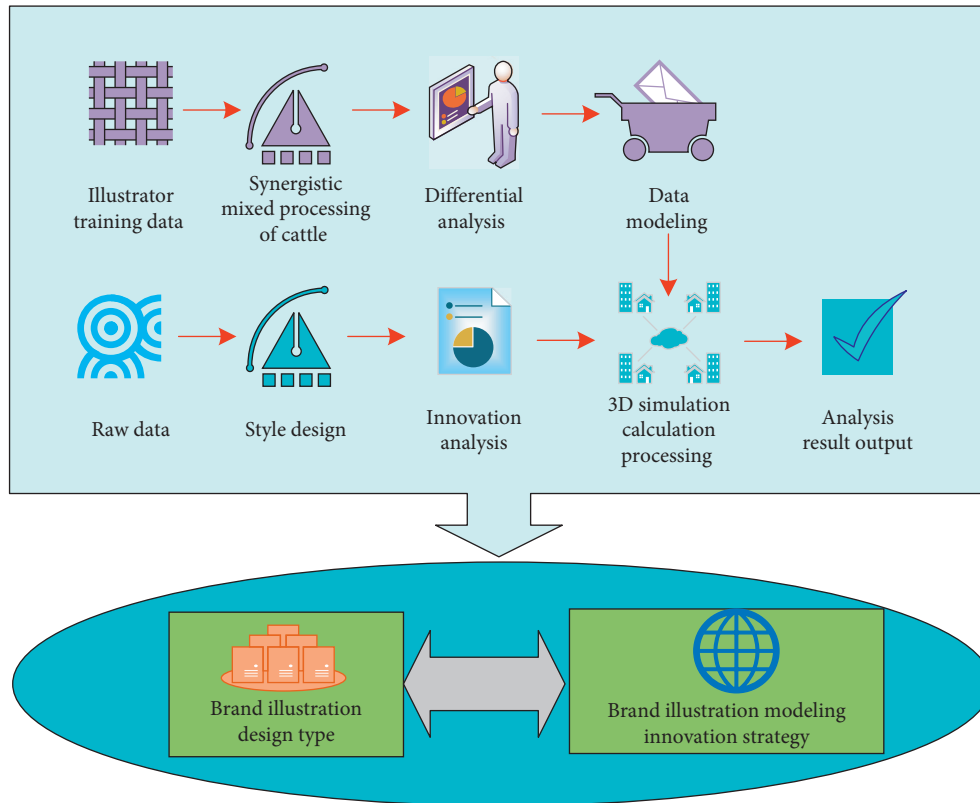 Illustrator
training data
Synergistic
mixed processing
of cattle
Differential
analysis
Data
modeling
Raw data
Style design
Innovation
analysis
3D simulation
calculation
processing
Analysis
result output
Brand illustration
design type
Brand illustration modeling
innovation strategy